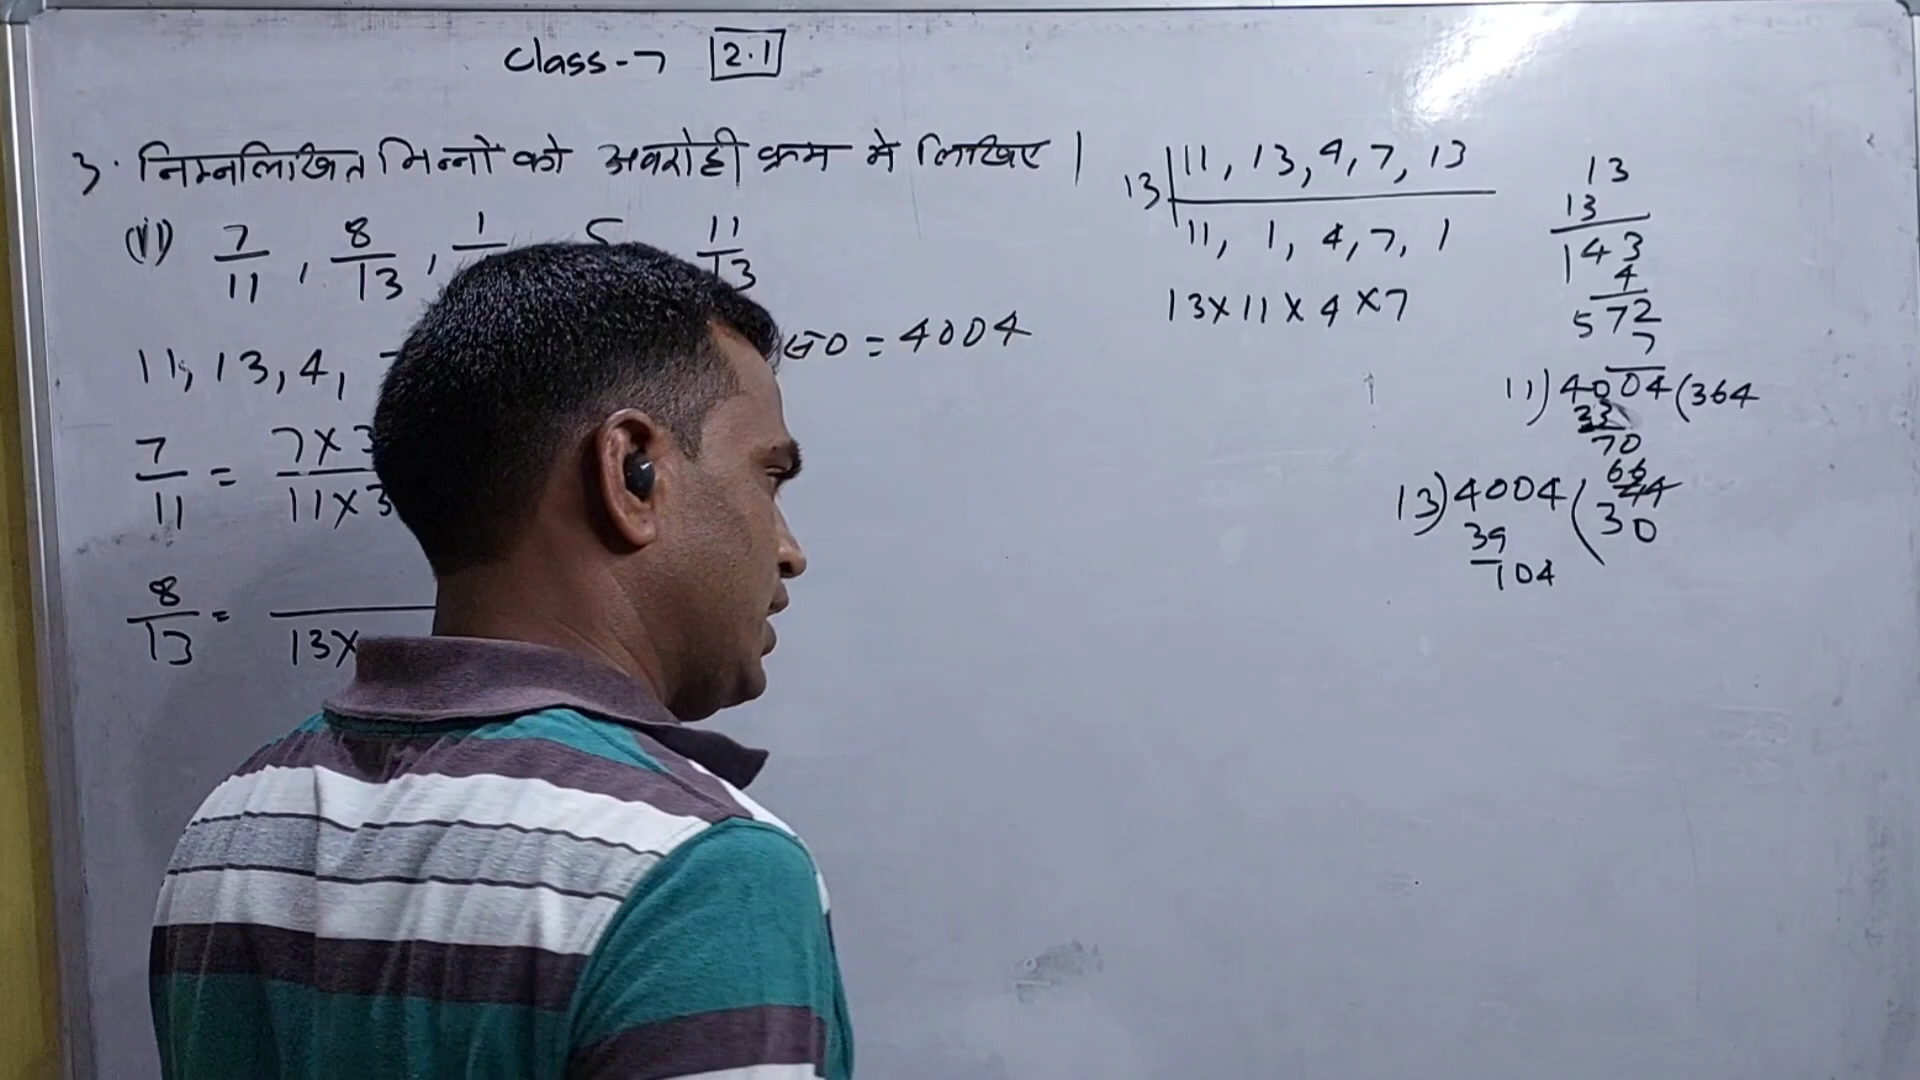 Class-7 2.1
3. निम्नलिखित भिन्नो को अवरोही क्रम मे लिखिए |
(vi) 7/11, 8/13, 1/ 11/13
11, 13, 4, = 4004
7/11 = 7×3 / 11×3
8/13 = /13×
13 | 11, 13, 4, 7, 13
11, 1, 4, 7, 1
13×11×4×7
13
13
143
4
572
7
11)4004(364
33
70
66
44
13)4004(30
39
104